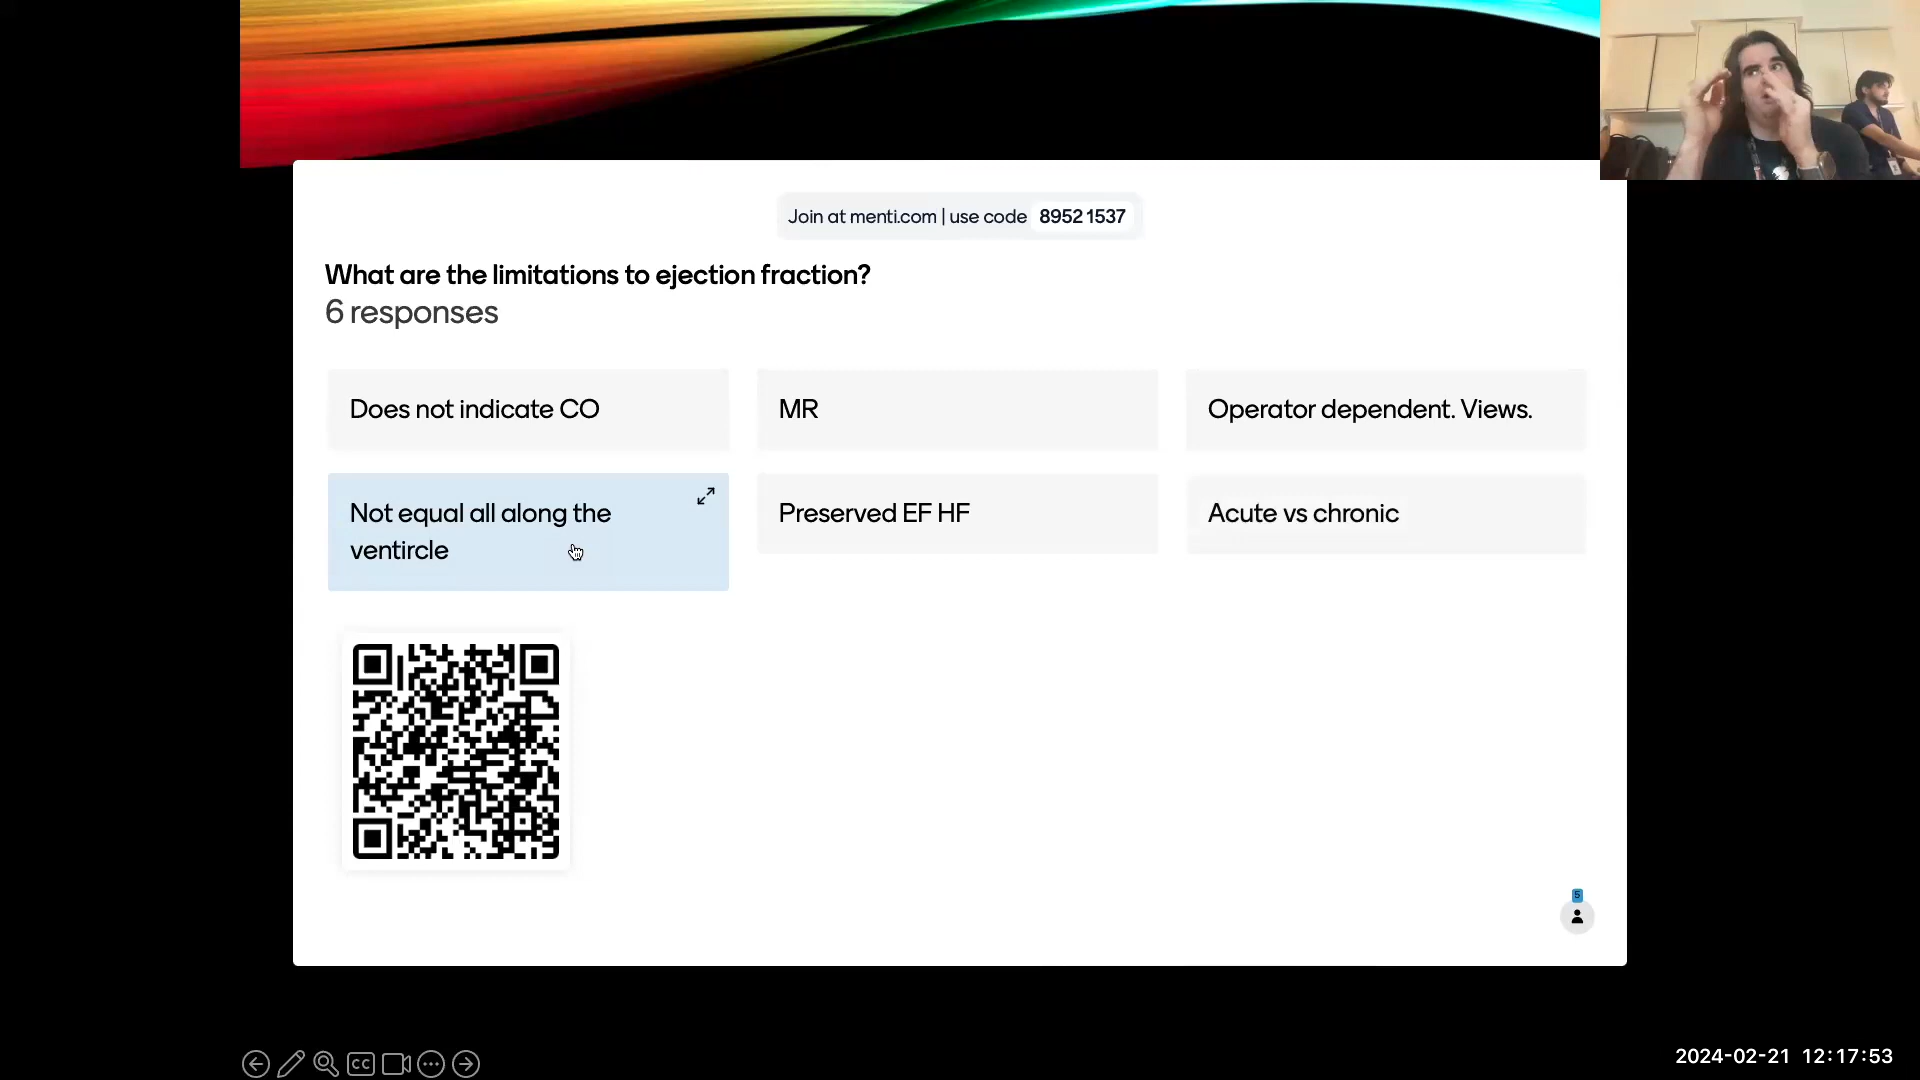 Join at menti.com | use code 8952 1537
What are the limitations to ejection fraction?
6 responses
Does not indicate CO
MR
Operator dependent. Views.
Not equal all along the
ventircle
Preserved EF HF
Acute vs chronic
5
CC
2024-02-21 12:17:53